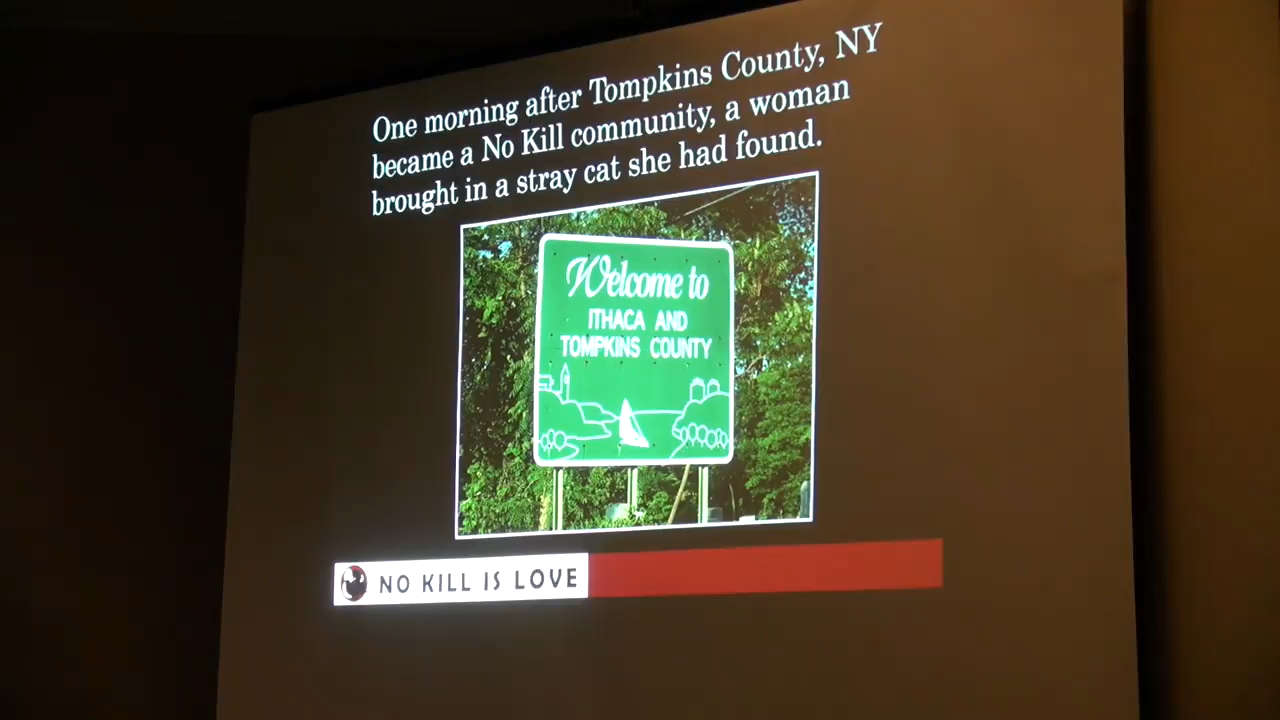 One morning after Tompkins County, NY
became a No Kill community, a woman
brought in a stray cat she had found.
Welcome to
ITHACA AND
TOMPKINS COUNTY
NO KILL IS LOVE